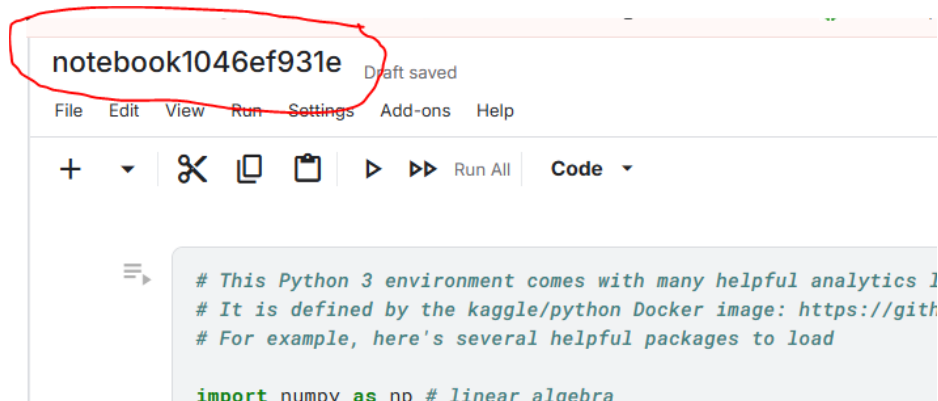 notebook1046ef931e Draft saved
File Edit View Run Settings Add-ons Help
Run All Code
# This Python 3 environment comes with many helpful analytics
# It is defined by the kaggle/python Docker image: https://gith
# For example, here's several helpful packages to load
import numpy as np # linear algebra